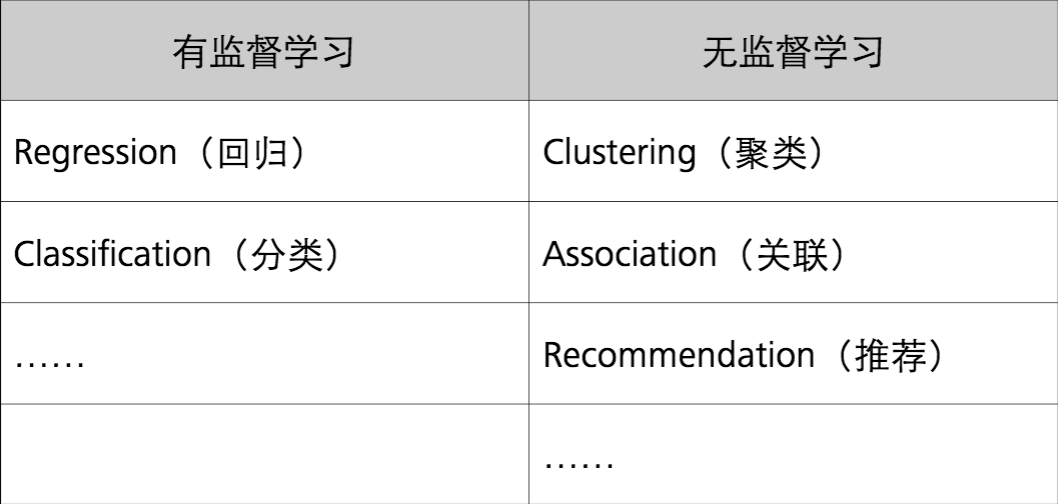 有监督学习
无监督学习
Regression（回归）
Clustering（聚类）
Classification（分类）
Association（关联）
……
Recommendation（推荐）
……